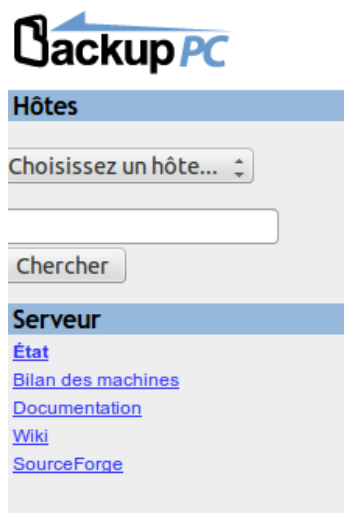 BackupPC
Hôtes
Choisissez un hôte...
Chercher
Serveur
État
Bilan des machines
Documentation
Wiki
SourceForge